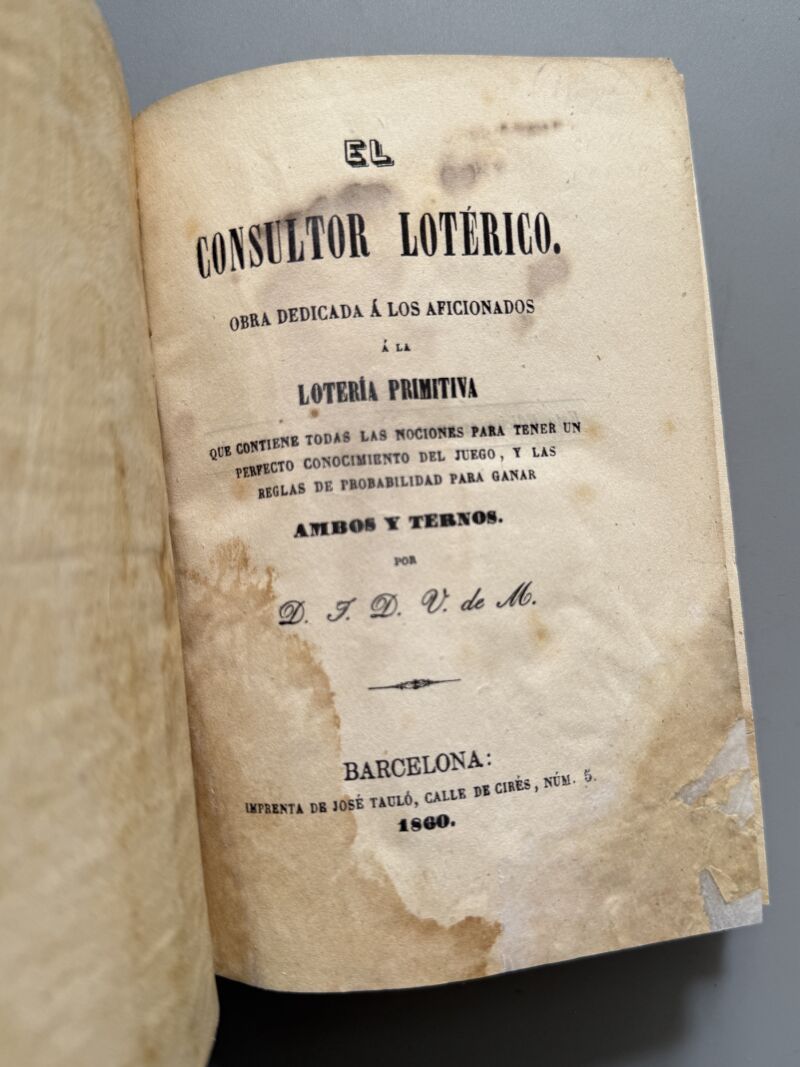 EL
CONSULTOR LOTÉRICO.
OBRA DEDICADA Á LOS AFICIONADOS
Á LA
LOTERÍA PRIMITIVA
QUE CONTIENE TODAS LAS NOCIONES PARA TENER UN
PERFECTO CONOCIMIENTO DEL JUEGO, Y LAS
REGLAS DE PROBABILIDAD PARA GANAR
AMBOS Y TERNOS.
POR
D. J. D. V. de M.
BARCELONA:
IMPRENTA DE JOSÉ TAULÓ, CALLE DE CIRÉS, NÚM. 5.
1860.